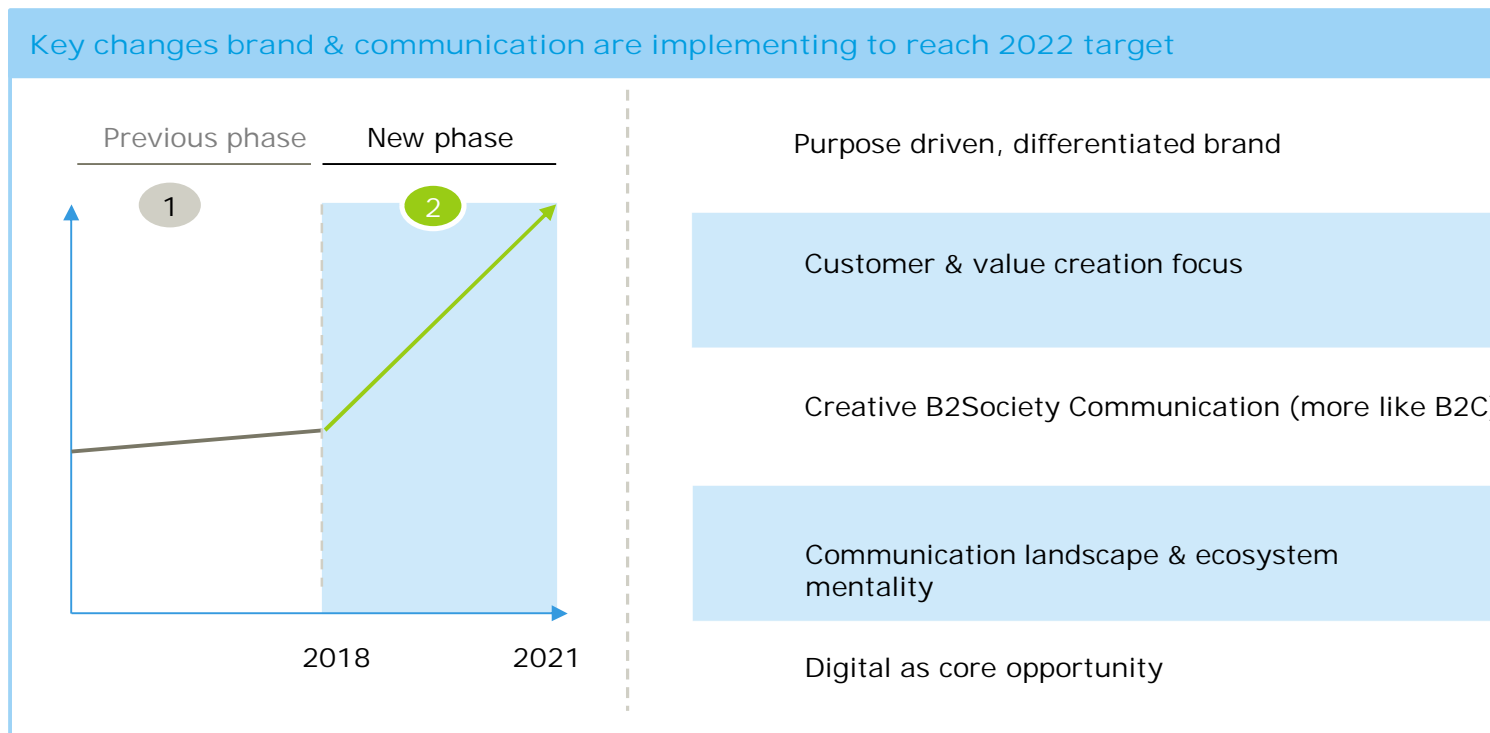 Key changes brand & communication are implementing to reach 2022 target
Previous phase
New phase
1
2
2018
2021
Purpose driven, differentiated brand
Customer & value creation focus
Creative B2Society Communication (more like B2C)
Communication landscape & ecosystem
mentality
Digital as core opportunity